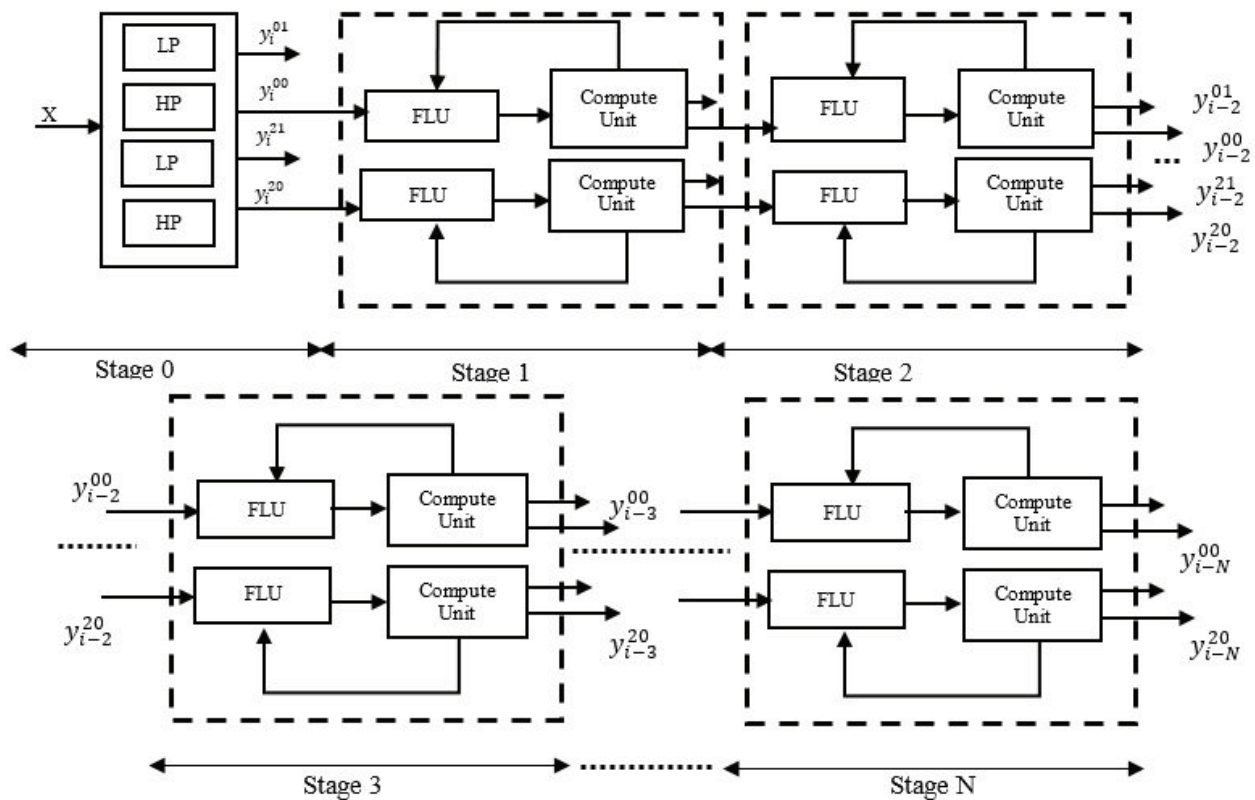 LP
y_i^{01}
HP
y_i^{00}
X
LP
y_i^{21}
HP
y_i^{20}
FLU
Compute Unit
FLU
Compute Unit
FLU
Compute Unit
FLU
Compute Unit
y_{i-2}^{01}
y_{i-2}^{00}
y_{i-2}^{21}
y_{i-2}^{20}
Stage 0
Stage 1
Stage 2
y_{i-2}^{00}
FLU
Compute Unit
y_{i-3}^{00}
FLU
Compute Unit
y_{i-N}^{00}
y_{i-2}^{20}
FLU
Compute Unit
y_{i-3}^{20}
FLU
Compute Unit
y_{i-N}^{20}
Stage 3
Stage N